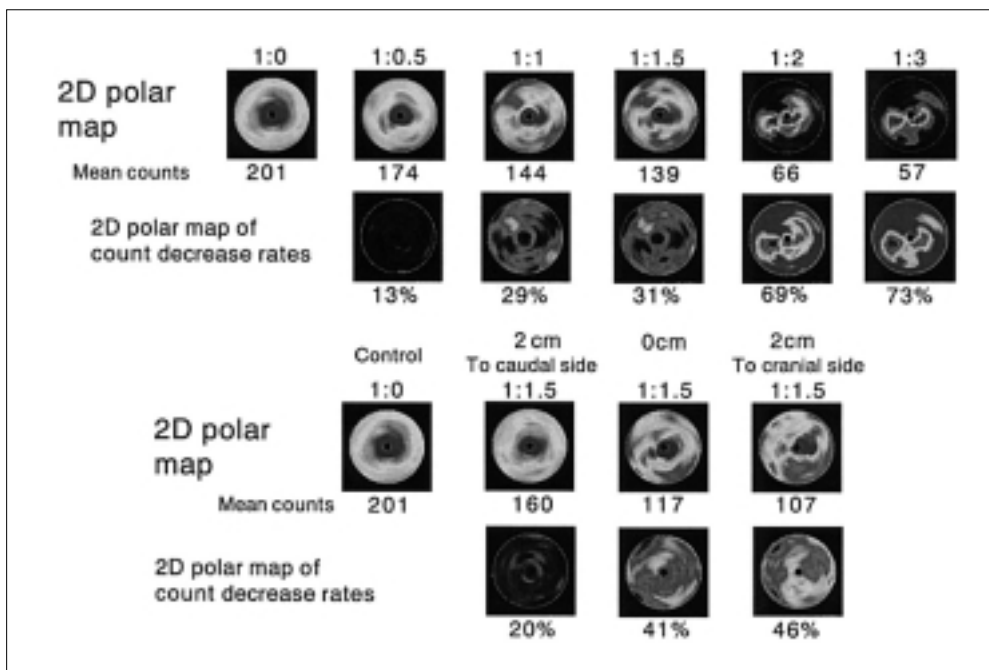 1:0 1:0.5 1:1 1:1.5 1:2 1:3
2D polar
map
Mean counts 201 174 144 139 66 57
2D polar map of
count decrease rates
13% 29% 31% 69% 73%
Control 2 cm 0cm 2cm
To caudal side To cranial side
1:0 1:1.5 1:1.5 1:1.5
2D polar
map
Mean counts 201 160 117 107
2D polar map of
count decrease rates
20% 41% 46%